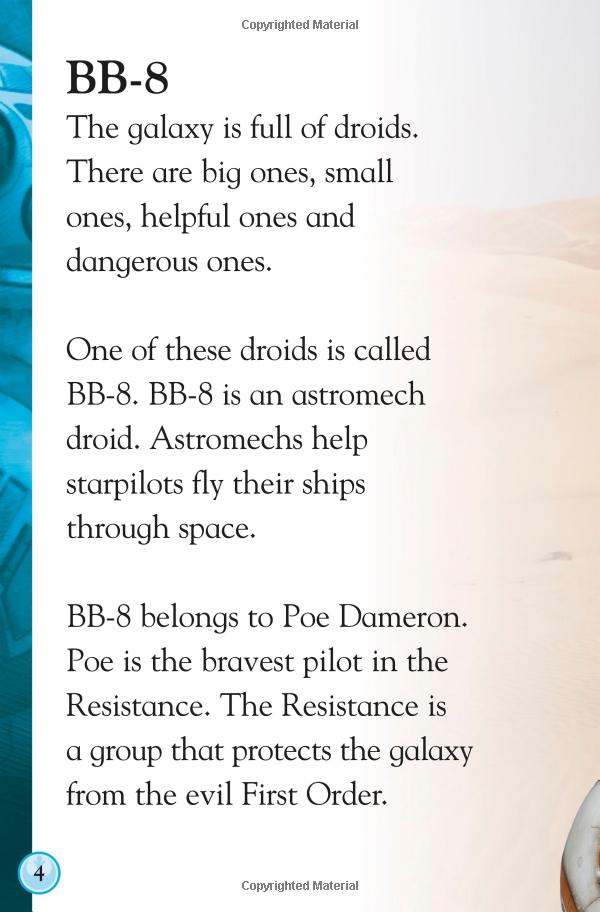 Copyrighted Material
BB-8
The galaxy is full of droids.
There are big ones, small
ones, helpful ones and
dangerous ones.
One of these droids is called
BB-8. BB-8 is an astromech
droid. Astromechs help
starpilots fly their ships
through space.
BB-8 belongs to Poe Dameron.
Poe is the bravest pilot in the
Resistance. The Resistance is
a group that protects the galaxy
from the evil First Order.
4
Copyrighted Material